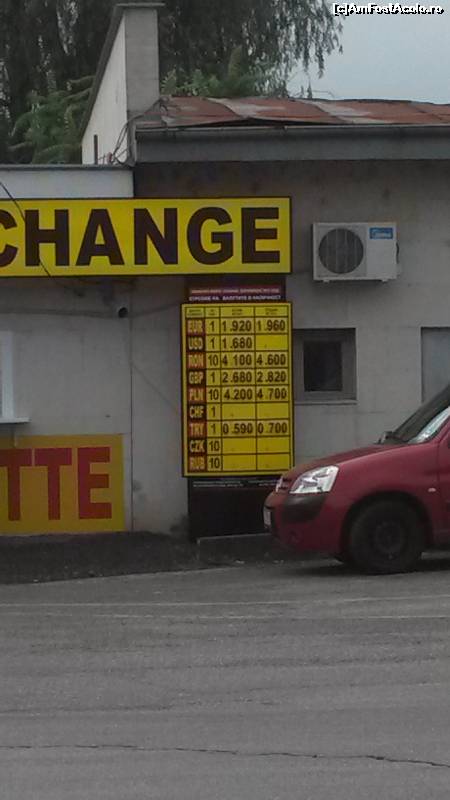 [c]AmFostAcolo.ro
CHANGE
Midea
EUR 1 1.920 1.960
USD 1 1.680
RON 10 4.100 4.600
GBP 1 2.680 2.820
PLN 10 4.200 4.700
CHF 1 . .
TRY 1 0.590 0.700
CZK 10 . .
RUB 10 . .
TTE